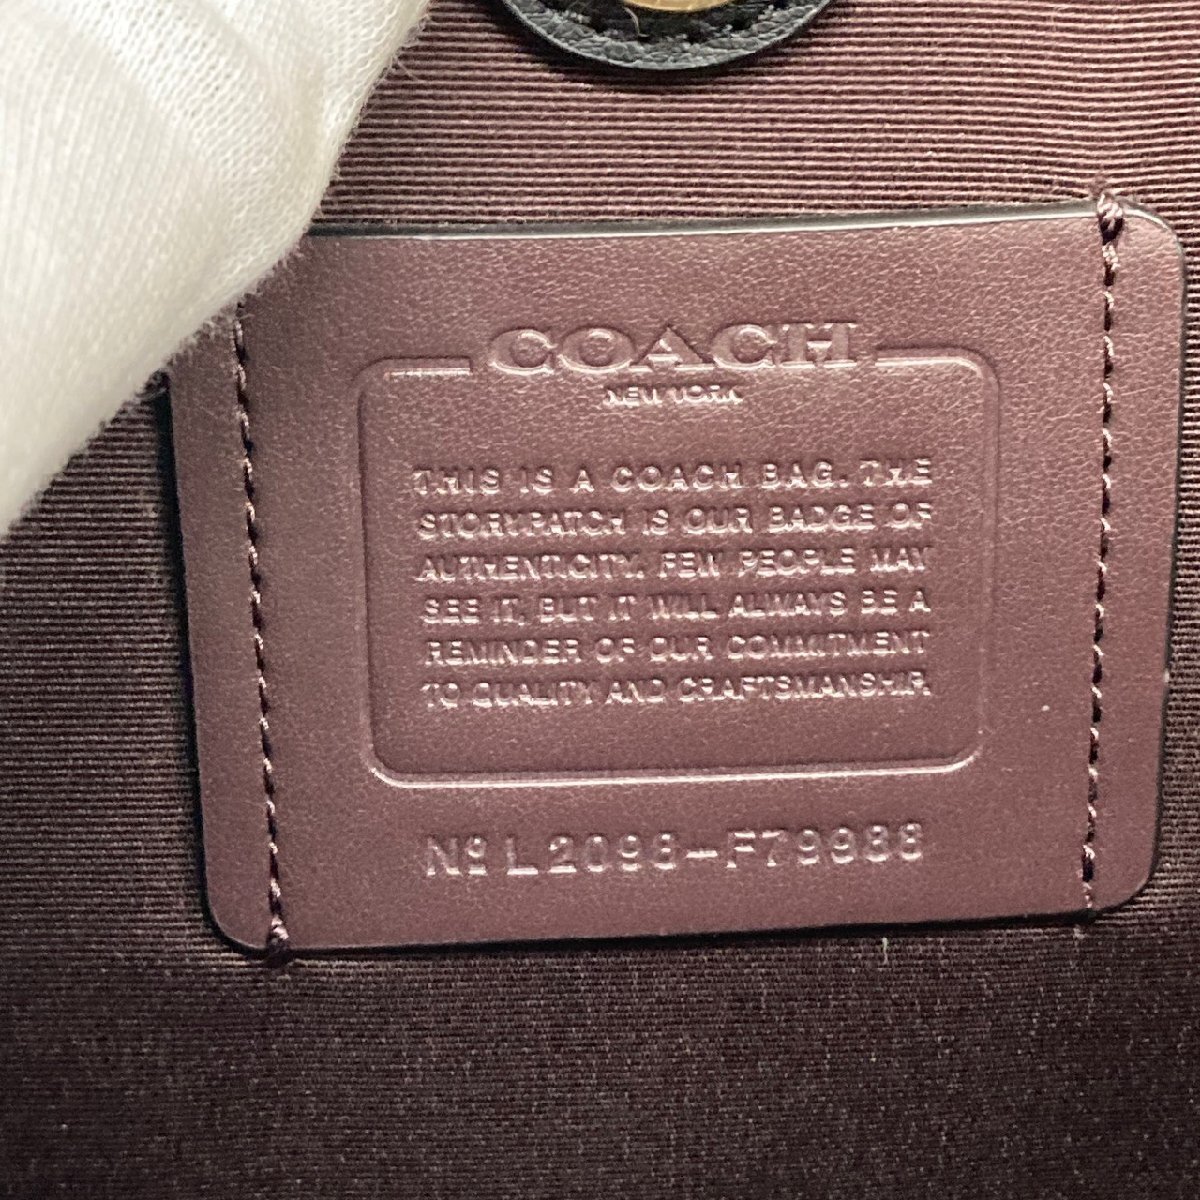 COACH
NEW YORK
THIS IS A COACH BAG. THE
STORYPATCH IS OUR BADGE OF
AUTHENTICITY. FEW PEOPLE MAY
SEE IT, BUT IT WILL ALWAYS BE A
REMINDER OF OUR COMMITMENT
TO QUALITY AND CRAFTSMANSHIP.
Nº L2098-F79988